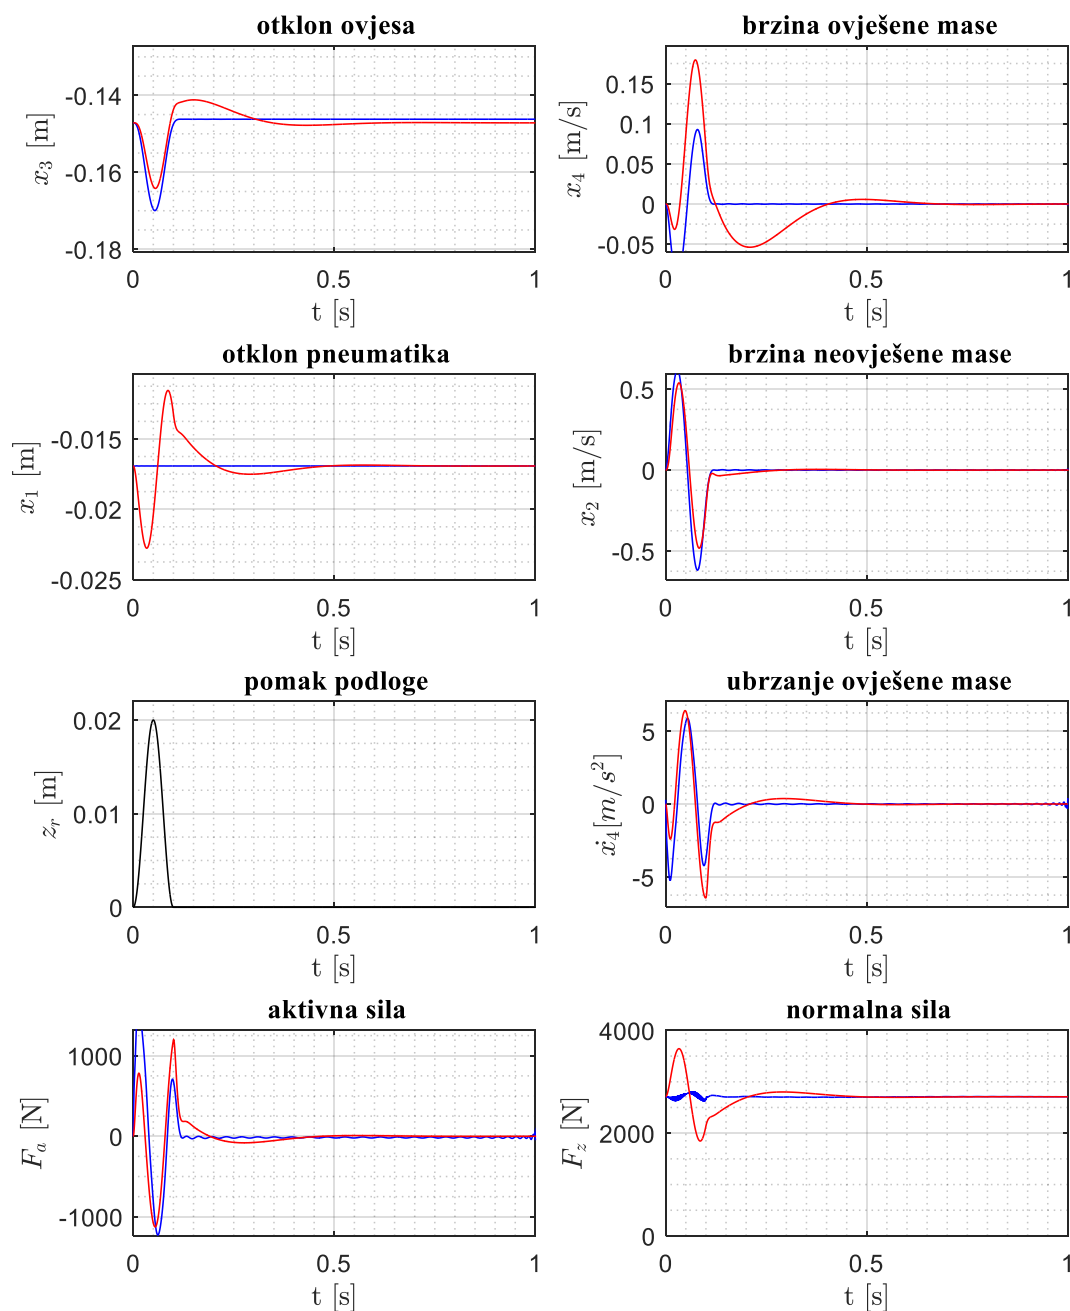 otklon ovjesa
-0.14
-0.16
-0.18
x3 [m]
0 0.5 1
t [s]
brzina ovješene mase
0.15
0.1
0.05
0
-0.05
x4 [m/s]
0 0.5 1
t [s]
otklon pneumatika
-0.015
-0.02
-0.025
x1 [m]
0 0.5 1
t [s]
brzina neovješene mase
0.5
0
-0.5
x2 [m/s]
0 0.5 1
t [s]
pomak podloge
0.02
0.01
0
zr [m]
0 0.5 1
t [s]
ubrzanje ovješene mase
5
0
-5
ẋ4[m/s²]
0 0.5 1
t [s]
aktivna sila
1000
0
-1000
Fa [N]
0 0.5 1
t [s]
normalna sila
4000
2000
0
Fz [N]
0 0.5 1
t [s]